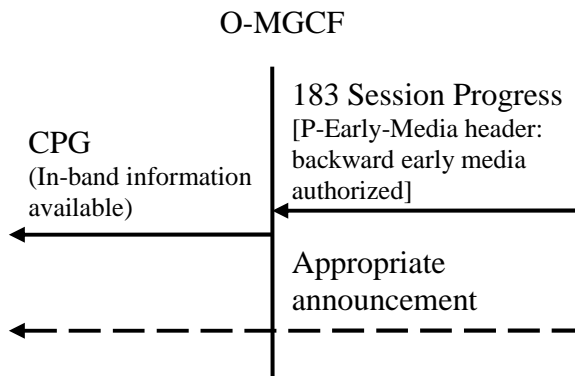 O-MGCF
183 Session Progress
[P-Early-Media header:
backward early media
authorized]
CPG
(In-band information
available)
Appropriate
announcement